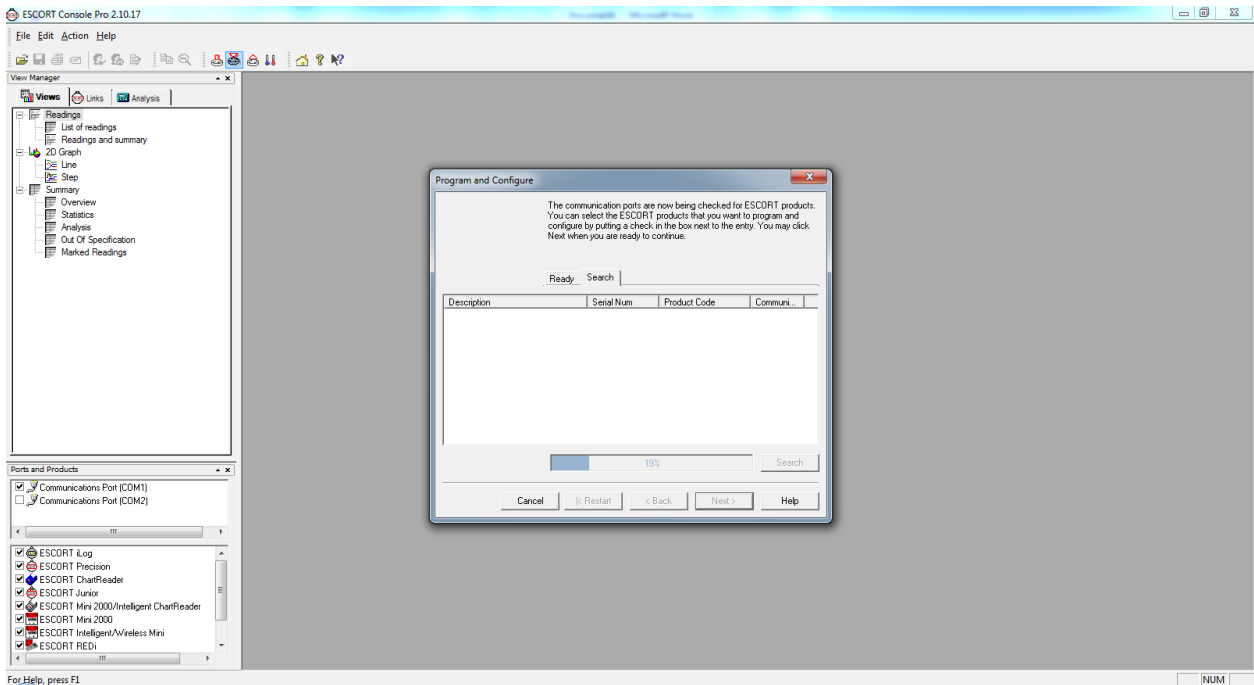 ESCORT Console Pro 2.10.17
File Edit Action Help
View Manager
Views Links Analysis
Readings
List of readings
Readings and summary
2D Graph
Line
Step
Summary
Overview
Statistics
Analysis
Out Of Specification
Marked Readings
Program and Configure
The communication ports are now being checked for ESCORT products.
You can select the ESCORT products that you want to program and
configure by putting a check in the box next to the entry. You may click
Next when you are ready to continue.
Ready Search
Description Serial Num Product Code Communi...
19% Search
Cancel |< Restart < Back Next > Help
Ports and Products
Communications Port (COM1)
Communications Port (COM2)
ESCORT iLog
ESCORT Precision
ESCORT ChartReader
ESCORT Junior
ESCORT Mini 2000/Intelligent ChartReader
ESCORT Mini 2000
ESCORT Intelligent/Wireless Mini
ESCORT REDi
For Help, press F1
NUM